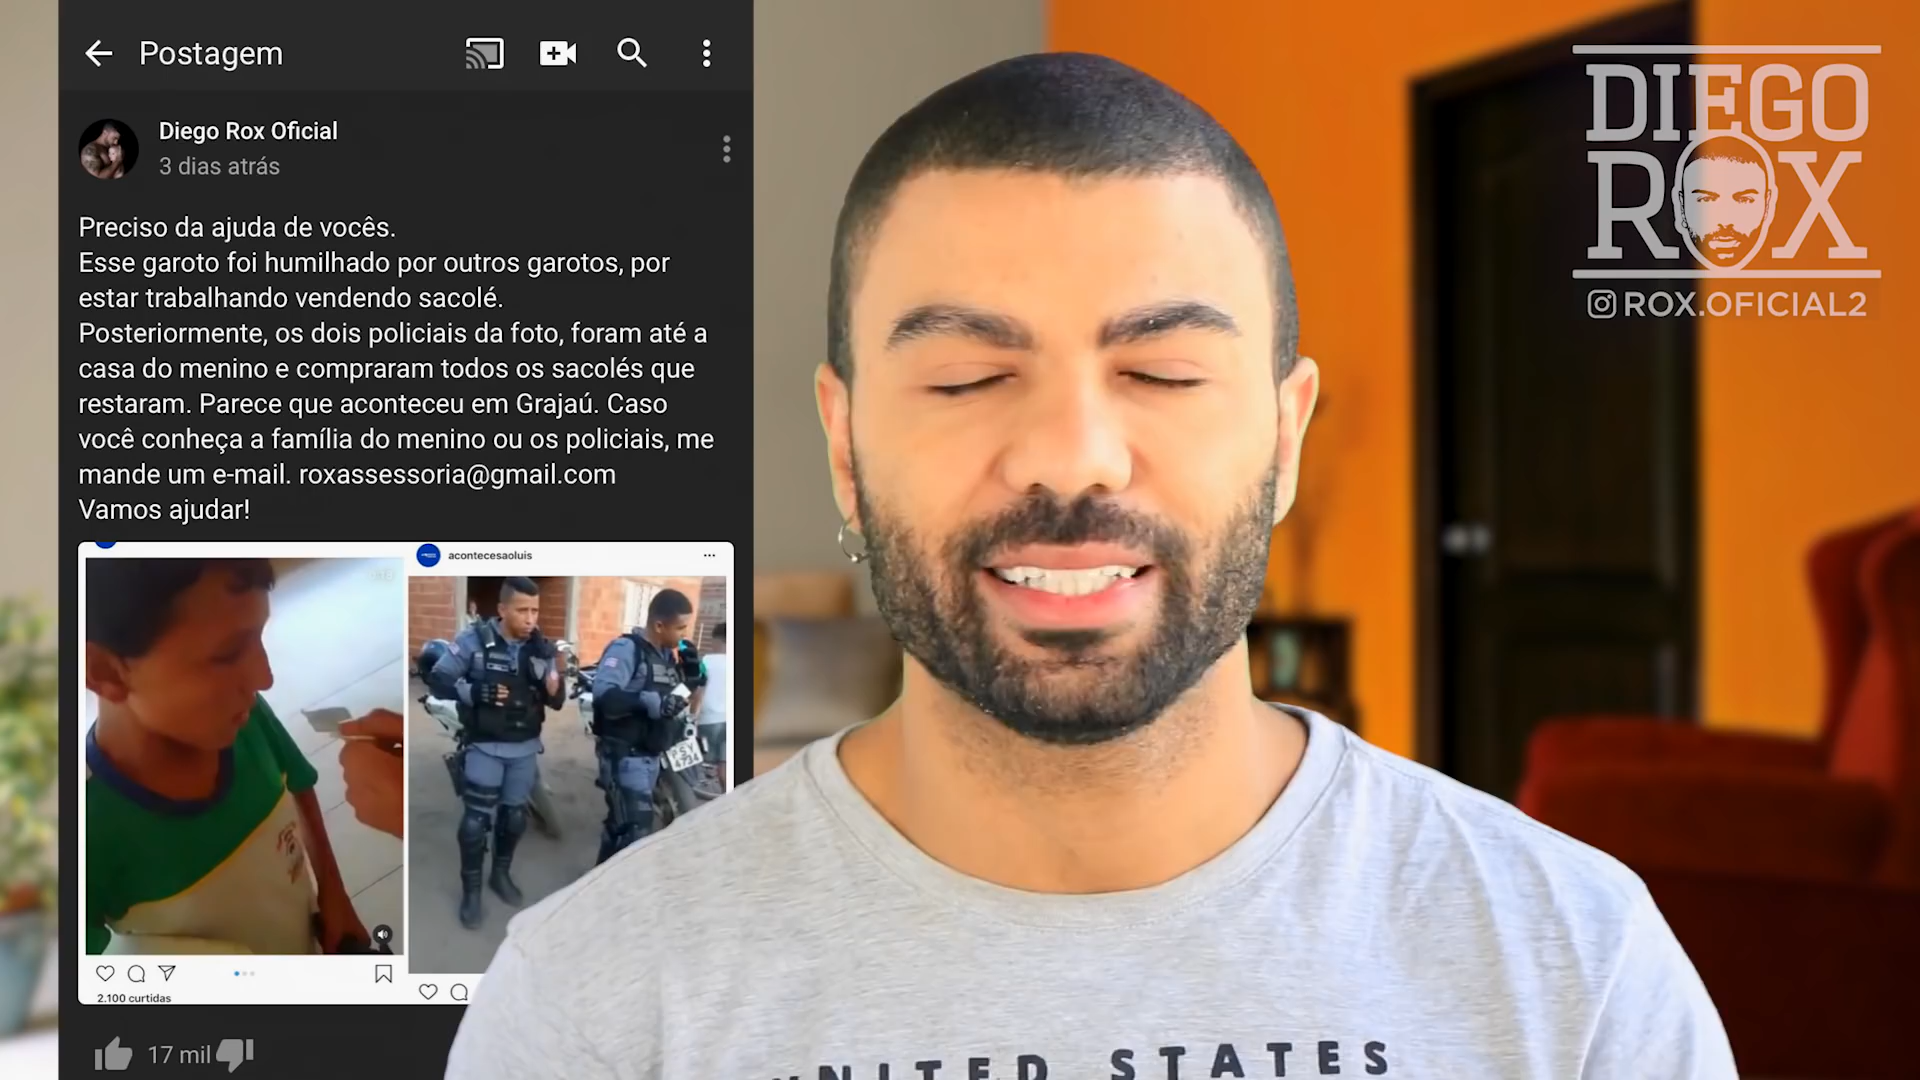 Postagem
Diego Rox Oficial
3 dias atrás
Preciso da ajuda de vocês.
Esse garoto foi humilhado por outros garotos, por
estar trabalhando vendendo sacolé.
Posteriormente, os dois policiais da foto, foram até a
casa do menino e compraram todos os sacolés que
restaram. Parece que aconteceu em Grajaú. Caso
você conheça a família do menino ou os policiais, me
mande um e-mail. roxassessoria@gmail.com
Vamos ajudar!
acontecesaoluis
PSY
4734
2.100 curtidas
17 mil
DIEGO
ROX
ROX.OFICIAL2
UNITED STATES